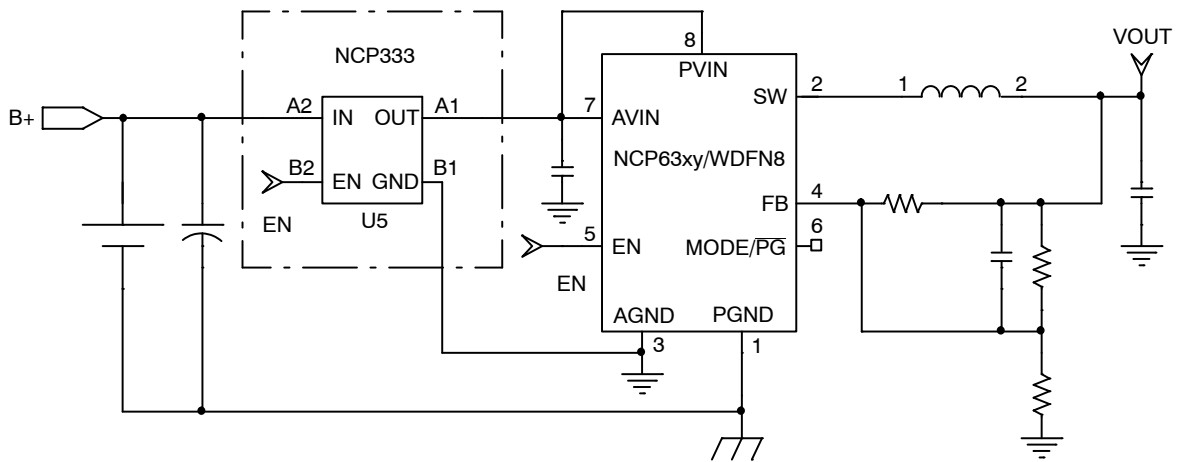 NCP333
B+
A2
IN
OUT
A1
B2
EN
GND
B1
EN
U5
8
PVIN
7
AVIN
SW
2
1
2
VOUT
NCP63xy/WDFN8
FB
4
5
EN
MODE/PG
6
EN
AGND
PGND
3
1